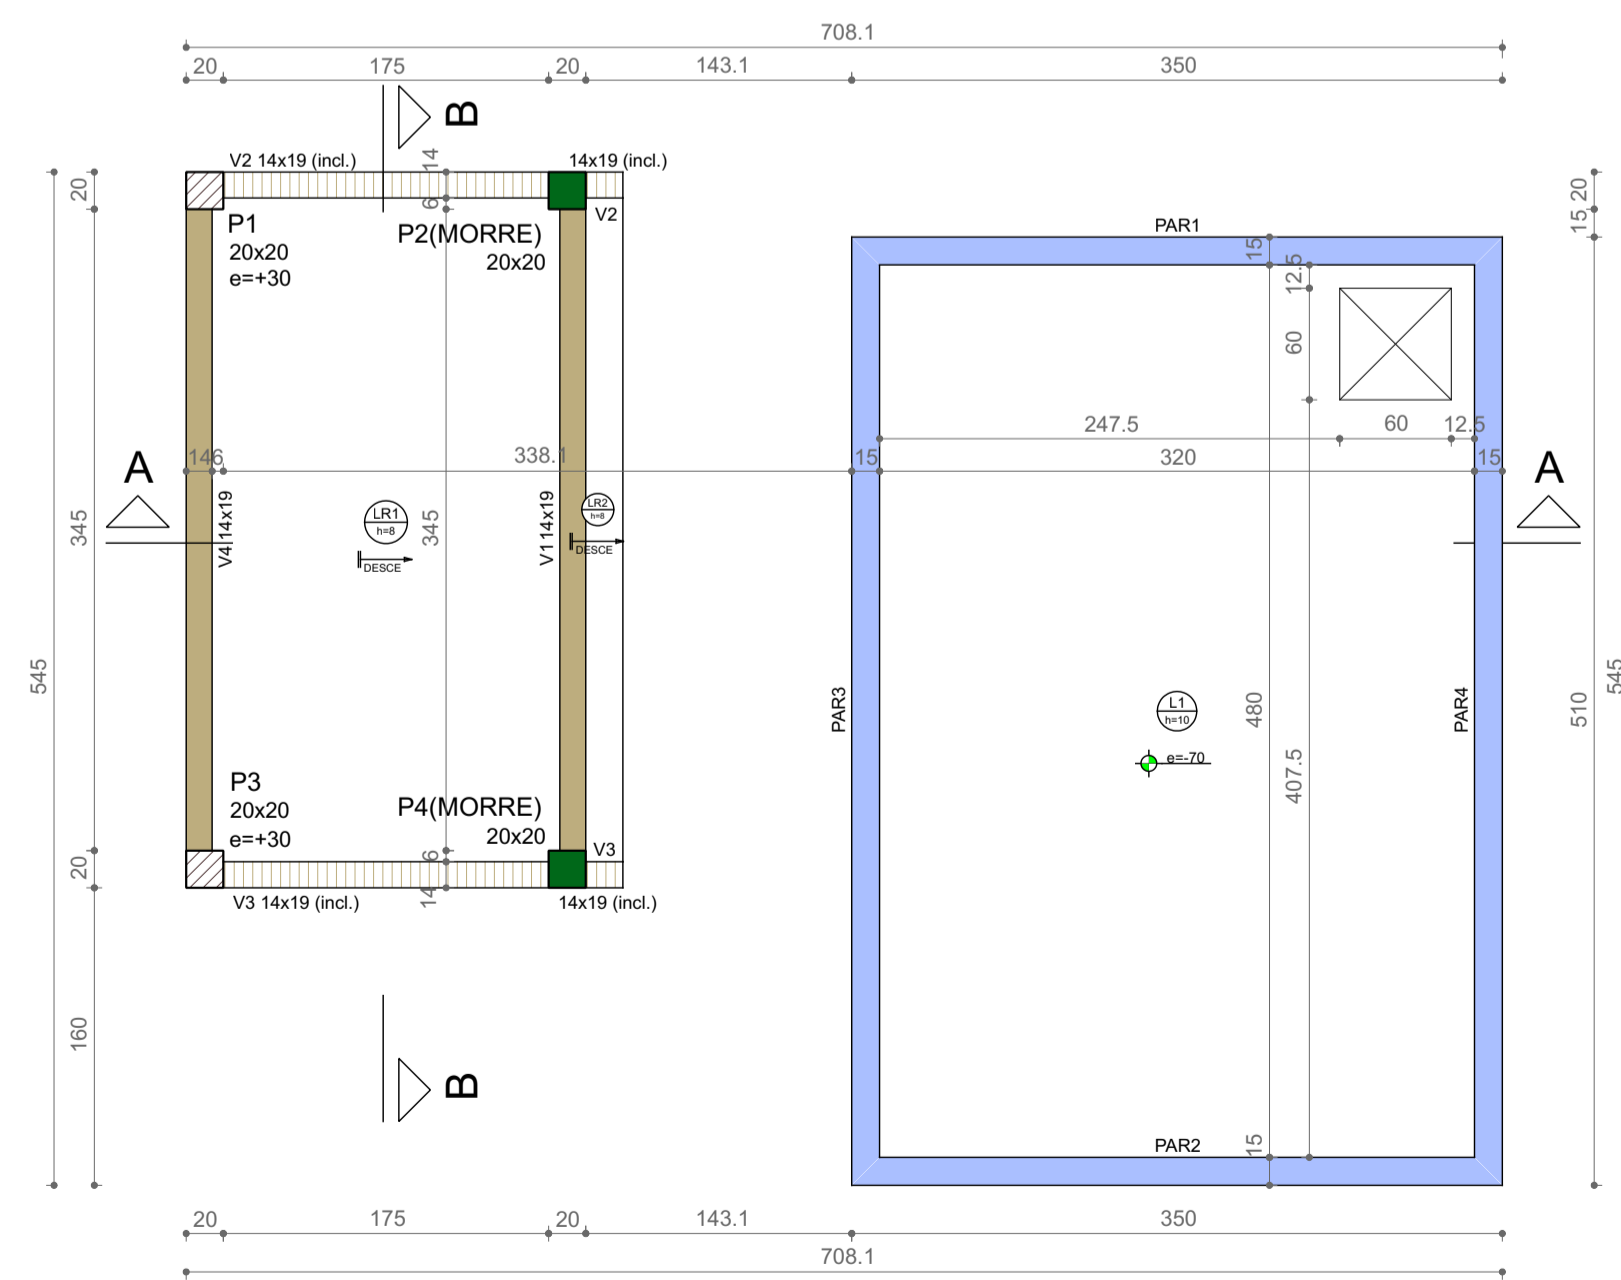 708.1
20 175 20 143.1 350
B
V2 14x19 (incl.) 14 14x19 (incl.)
20 6 V2 20
15
P1
20x20
e=+30
P2(MORRE)
20x20
PAR1
15
12.5
60
247.5 60 12.5
A 14 6 338.1 15 320 15 A
345 V4 14x19 LR1
h=8
DESCE
345 V1 14x19 LR2
h=8
DESCE
545 PAR3 480 L1
h=10
e=-70
407.5 PAR4 510 545
P3
20x20
e=+30
P4(MORRE)
20x20
20 6 V3
14
V3 14x19 (incl.) 14x19 (incl.)
160
B
PAR2 15
20 175 20 143.1 350
708.1